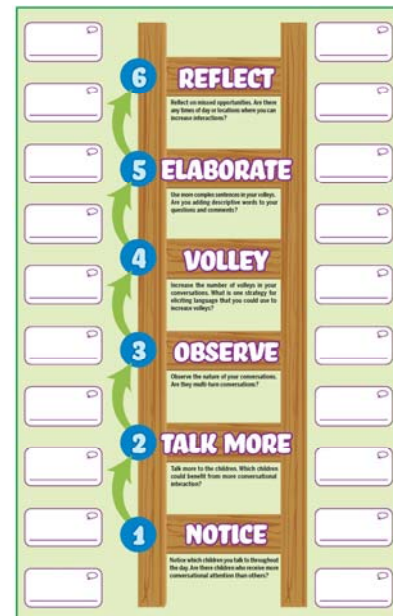 6 REFLECT
Reflect on missed opportunities. Are there
any times of day or locations where you can
increase interactions?
5 ELABORATE
Use more complex sentences in your volleys.
Are you adding descriptive words to your
questions and comments?
4 VOLLEY
Increase the number of volleys in your
conversations. What is one strategy for
eliciting language that you could use to
increase volleys?
3 OBSERVE
Observe the nature of your conversations.
Are they multi-turn conversations?
2 TALK MORE
Talk more to the children. Which children
could benefit from more conversational
interaction?
1 NOTICE
Notice which children you talk to throughout
the day. Are there children who receive more
conversational attention than others?